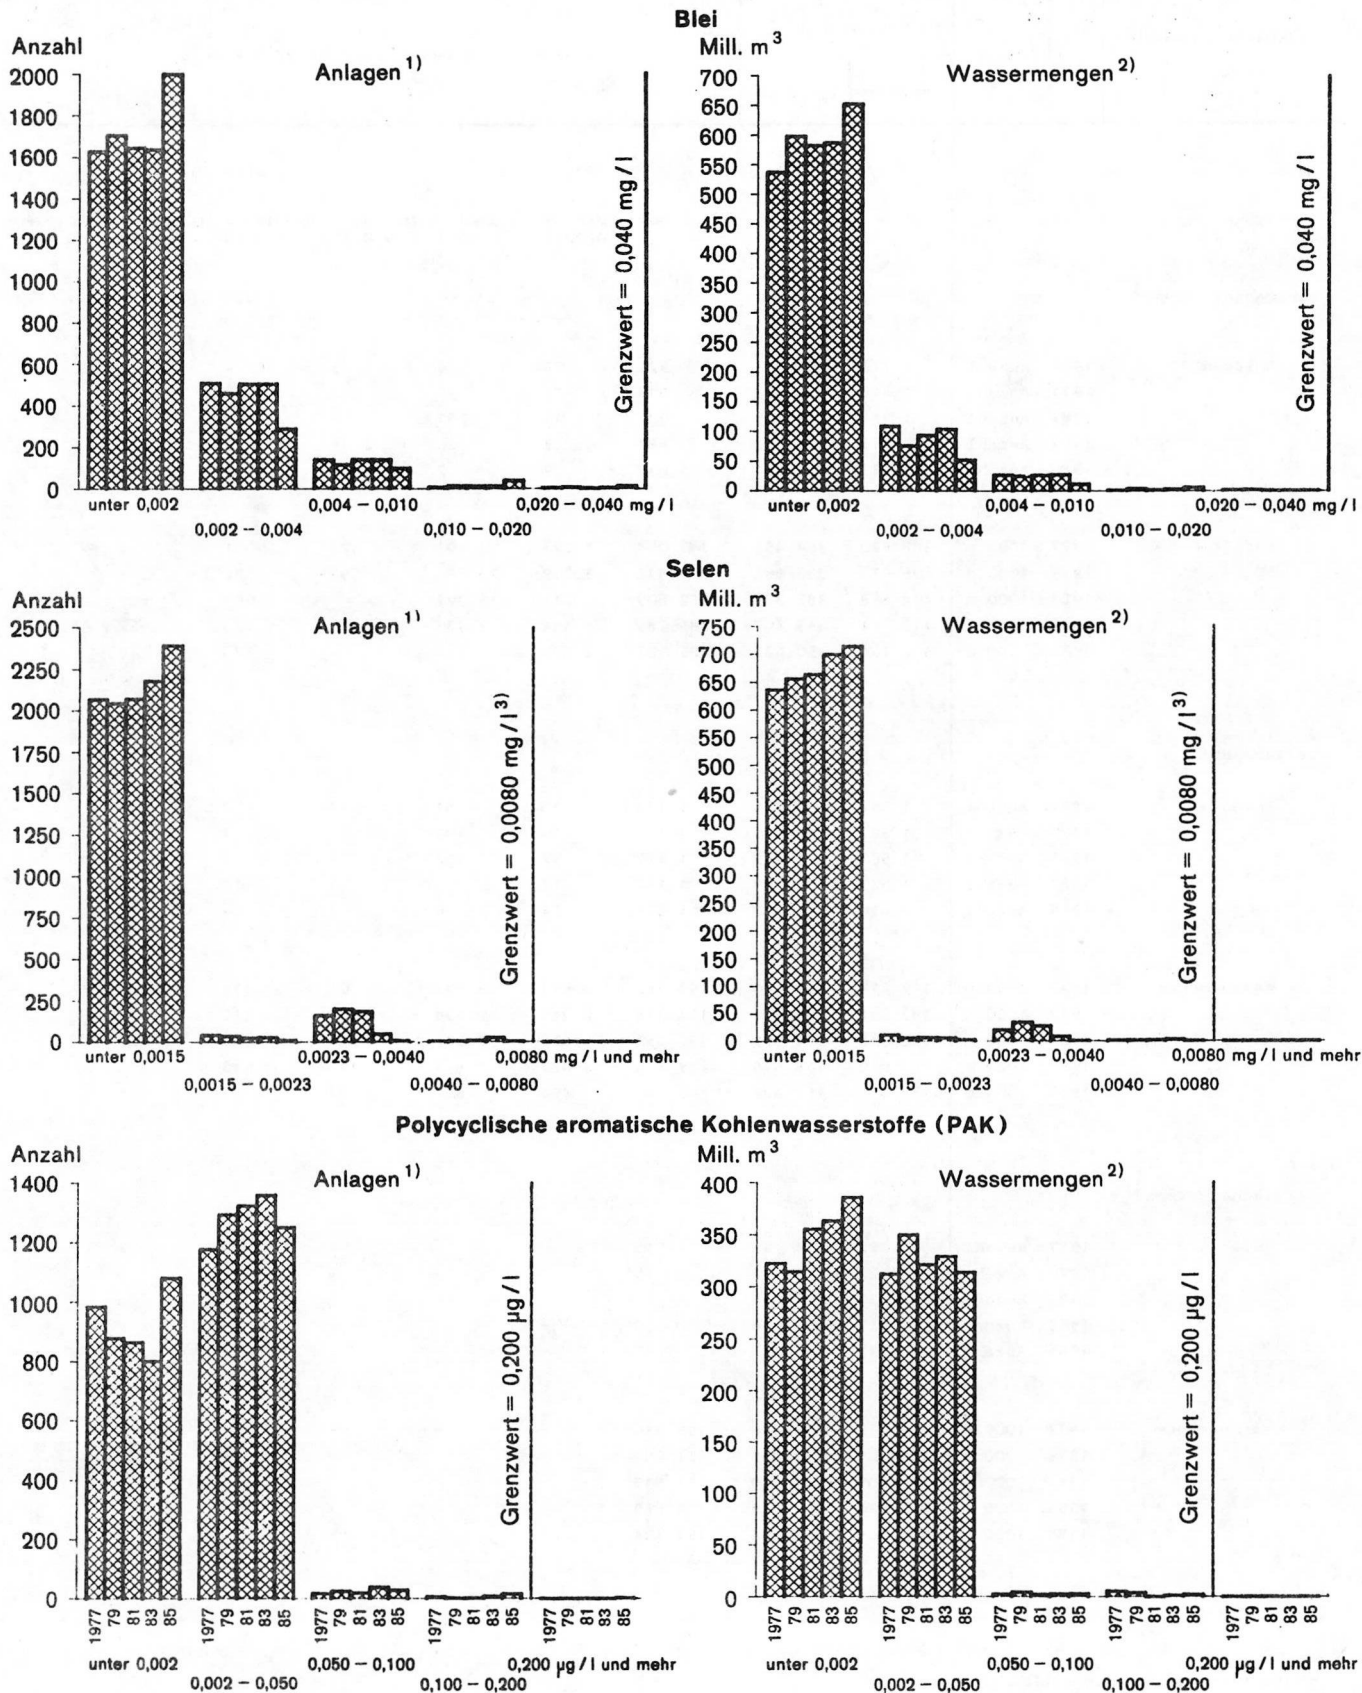 Blei
Anzahl
Anlagen 1)
2000
1800
1600
1400
1200
1000
800
600
400
200
0
Grenzwert = 0,040 mg/l
unter 0,002
0,004 – 0,010
0,020 – 0,040 mg/l
0,002 – 0,004
0,010 – 0,020
Mill. m³
Wassermengen 2)
700
650
600
550
500
450
400
350
300
250
200
150
100
50
0
Grenzwert = 0,040 mg/l
unter 0,002
0,004 – 0,010
0,020 – 0,040 mg/l
0,002 – 0,004
0,010 – 0,020
Selen
Anzahl
Anlagen 1)
2500
2250
2000
1750
1500
1250
1000
750
500
250
0
Grenzwert = 0,0080 mg/l 3)
unter 0,0015
0,0023 – 0,0040
0,0080 mg/l und mehr
0,0015 – 0,0023
0,0040 – 0,0080
Mill. m³
Wassermengen 2)
750
700
650
600
550
500
450
400
350
300
250
200
150
100
50
0
Grenzwert = 0,0080 mg/l 3)
unter 0,0015
0,0023 – 0,0040
0,0080 mg/l und mehr
0,0015 – 0,0023
0,0040 – 0,0080
Polycyclische aromatische Kohlenwasserstoffe (PAK)
Anzahl
Anlagen 1)
1400
1200
1000
800
600
400
200
0
Grenzwert = 0,200 µg/l
1977 79 81 83 85 1977 79 81 83 85 1977 79 81 83 85 1977 79 81 83 85 1977 79 81 83 85
unter 0,002
0,050 – 0,100
0,200 µg/l und mehr
0,002 – 0,050
0,100 – 0,200
Mill. m³
Wassermengen 2)
400
350
300
250
200
150
100
50
0
Grenzwert = 0,200 µg/l
1977 79 81 83 85 1977 79 81 83 85 1977 79 81 83 85 1977 79 81 83 85 1977 79 81 83 85
unter 0,002
0,050 – 0,100
0,200 µg/l und mehr
0,002 – 0,050
0,100 – 0,200